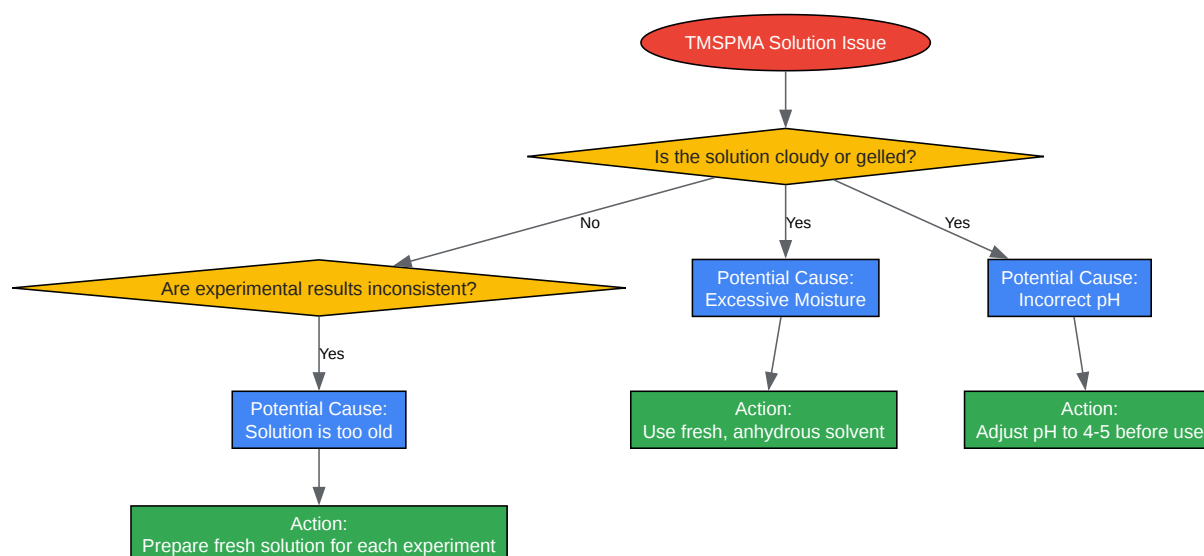 TMSPMA Solution Issue
Is the solution cloudy or gelled?
No
Yes
Yes
Are experimental results inconsistent?
Potential Cause:
Excessive Moisture
Potential Cause:
Incorrect pH
Yes
Potential Cause:
Solution is too old
Action:
Use fresh, anhydrous solvent
Action:
Adjust pH to 4-5 before use
Action:
Prepare fresh solution for each experiment